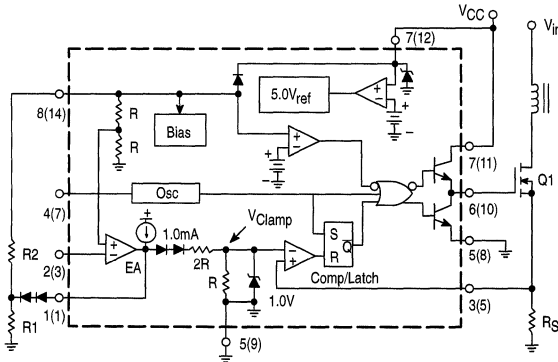 VCC
Vin
7(12)
8(14)
R
5.0Vref
+
−
R
Bias
+
−
7(11)
Q1
4(7)
Osc
6(10)
+
1.0mA
VClamp
S
Q
R
5(8)
R2
2(3)
+
−
EA
2R
R
−
+
Comp/Latch
1.0V
3(5)
1(1)
R1
5(9)
RS